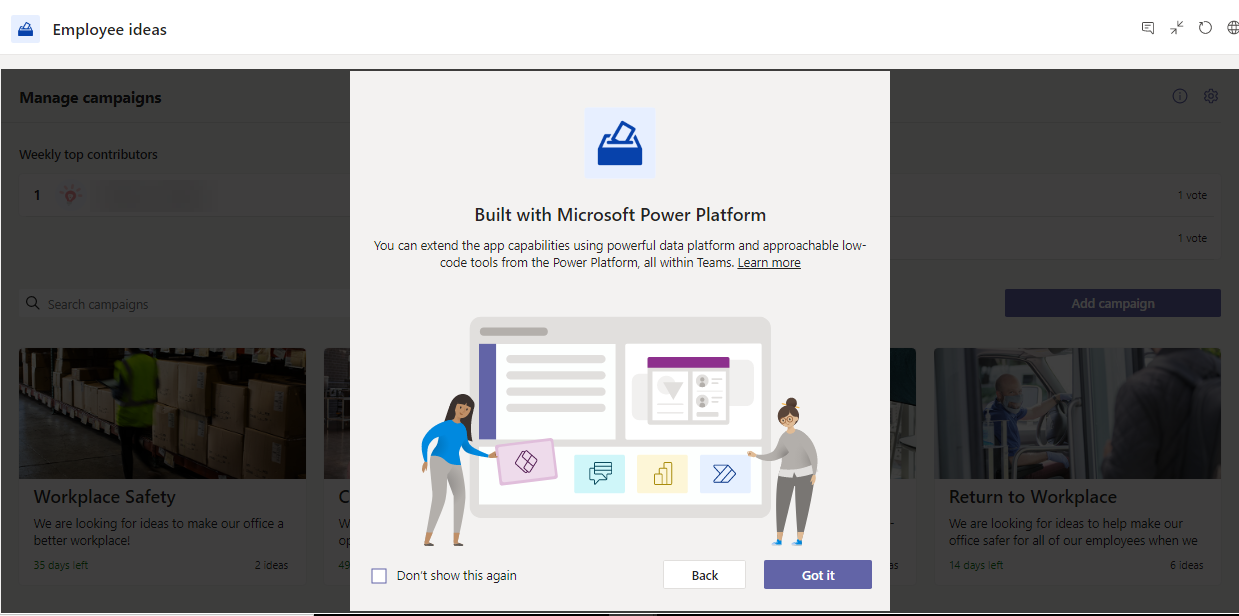 Employee ideas
Manage campaigns
Weekly top contributors
1
1 vote
1 vote
Search campaigns
Add campaign
Built with Microsoft Power Platform
You can extend the app capabilities using powerful data platform and approachable low-
code tools from the Power Platform, all within Teams. Learn more
Workplace Safety
We are looking for ideas to make our office a
better workplace!
35 days left
2 ideas
C
W
op
49
as
Return to Workplace
We are looking for ideas to help make our
office safer for all of our employees when we
14 days left
6 ideas
Don't show this again
Back
Got it